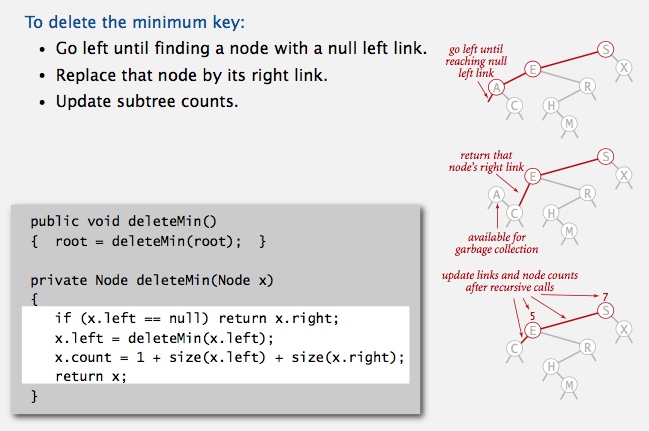 To delete the minimum key:
• Go left until finding a node with a null left link.
• Replace that node by its right link.
• Update subtree counts.
public void deleteMin()
{  root = deleteMin(root);  }
private Node deleteMin(Node x)
{
if (x.left == null) return x.right;
x.left = deleteMin(x.left);
x.count = 1 + size(x.left) + size(x.right);
return x;
}
go left until
reaching null
left link
S
X
E
A
R
C
H
M
return that
node's right link
S
X
E
A
R
C
H
M
available for
garbage collection
update links and node counts
after recursive calls
7
S
5
X
E
C
R
H
M